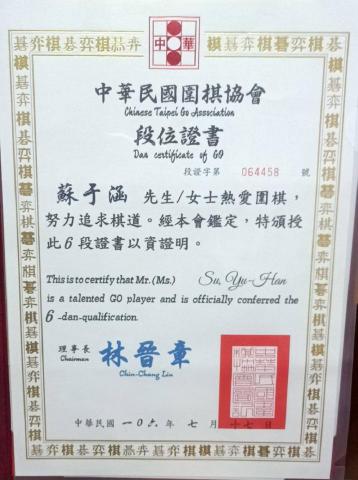 中華
中華民國圍棋協會
Chinese Taipei Go Association
段位證書
Dan certificate of GO
段證字第 064458 號
蘇于涵 先生/女士熱愛圍棋，
努力追求棋道。經本會鑑定，特頒授
此6段證書以資證明。
This is to certify that Mr.(Ms.) Su, Yu-Han
is a talented GO player and is officially conferred the
6 -dan-qualification.
理事長 林晉章
Chairman Chin-Chang Lin
中華民國 一〇六 年 七 月 十七 日